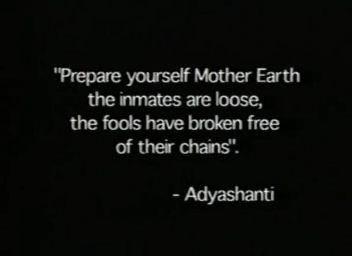 "Prepare yourself Mother Earth
the inmates are loose,
the fools have broken free
of their chains".
- Adyashanti